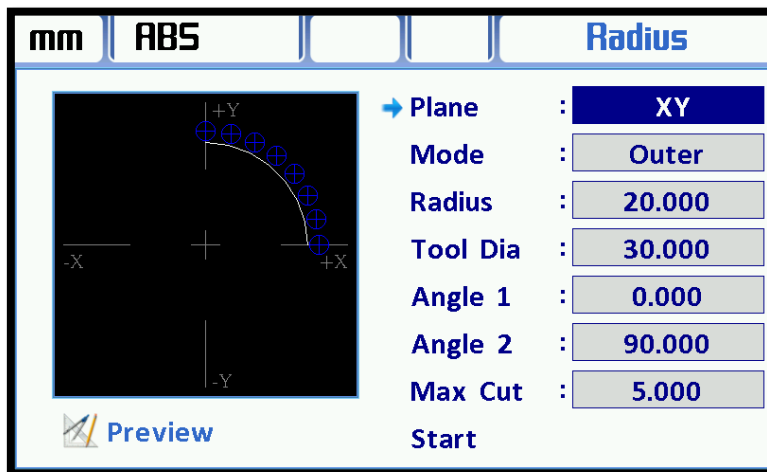 mm ABS Radius
+Y
-X
+X
-Y
Preview
Plane : XY
Mode : Outer
Radius : 20.000
Tool Dia : 30.000
Angle 1 : 0.000
Angle 2 : 90.000
Max Cut : 5.000
Start